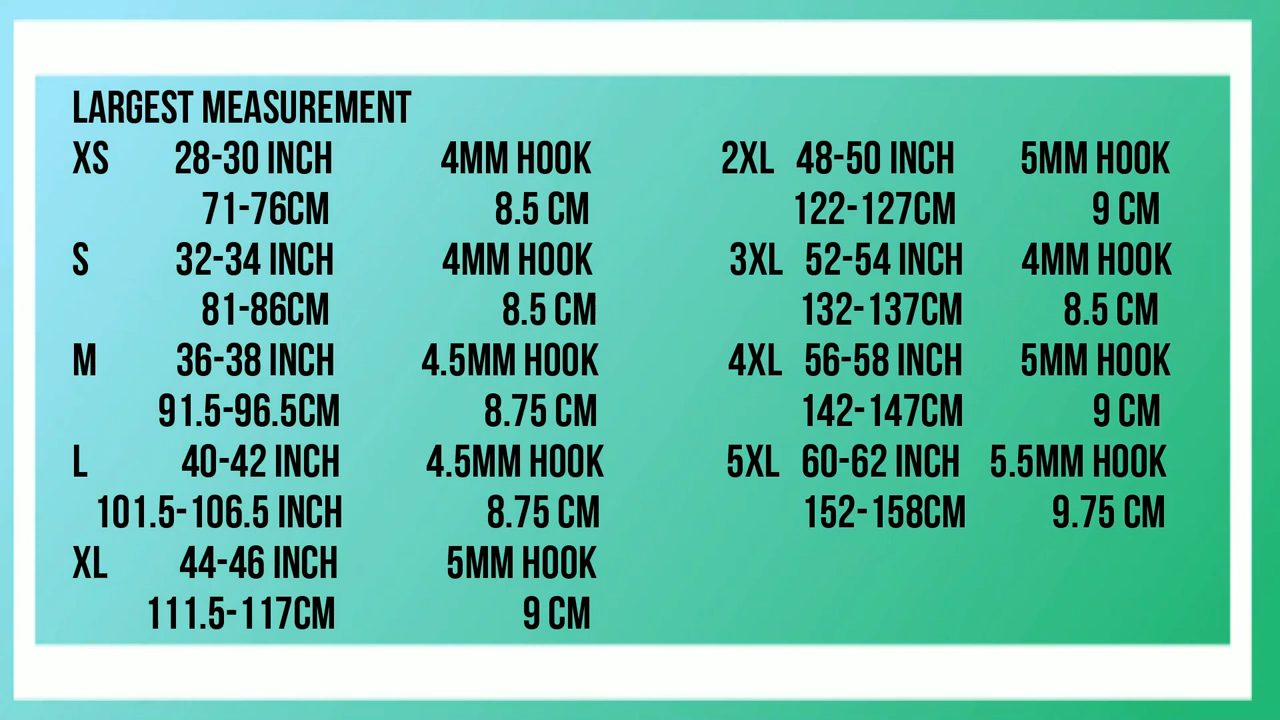 LARGEST MEASUREMENT
XS 28-30 INCH 4MM HOOK
71-76CM 8.5 CM
S 32-34 INCH 4MM HOOK
81-86CM 8.5 CM
M 36-38 INCH 4.5MM HOOK
91.5-96.5CM 8.75 CM
L 40-42 INCH 4.5MM HOOK
101.5-106.5 INCH 8.75 CM
XL 44-46 INCH 5MM HOOK
111.5-117CM 9 CM
2XL 48-50 INCH 5MM HOOK
122-127CM 9 CM
3XL 52-54 INCH 4MM HOOK
132-137CM 8.5 CM
4XL 56-58 INCH 5MM HOOK
142-147CM 9 CM
5XL 60-62 INCH 5.5MM HOOK
152-158CM 9.75 CM